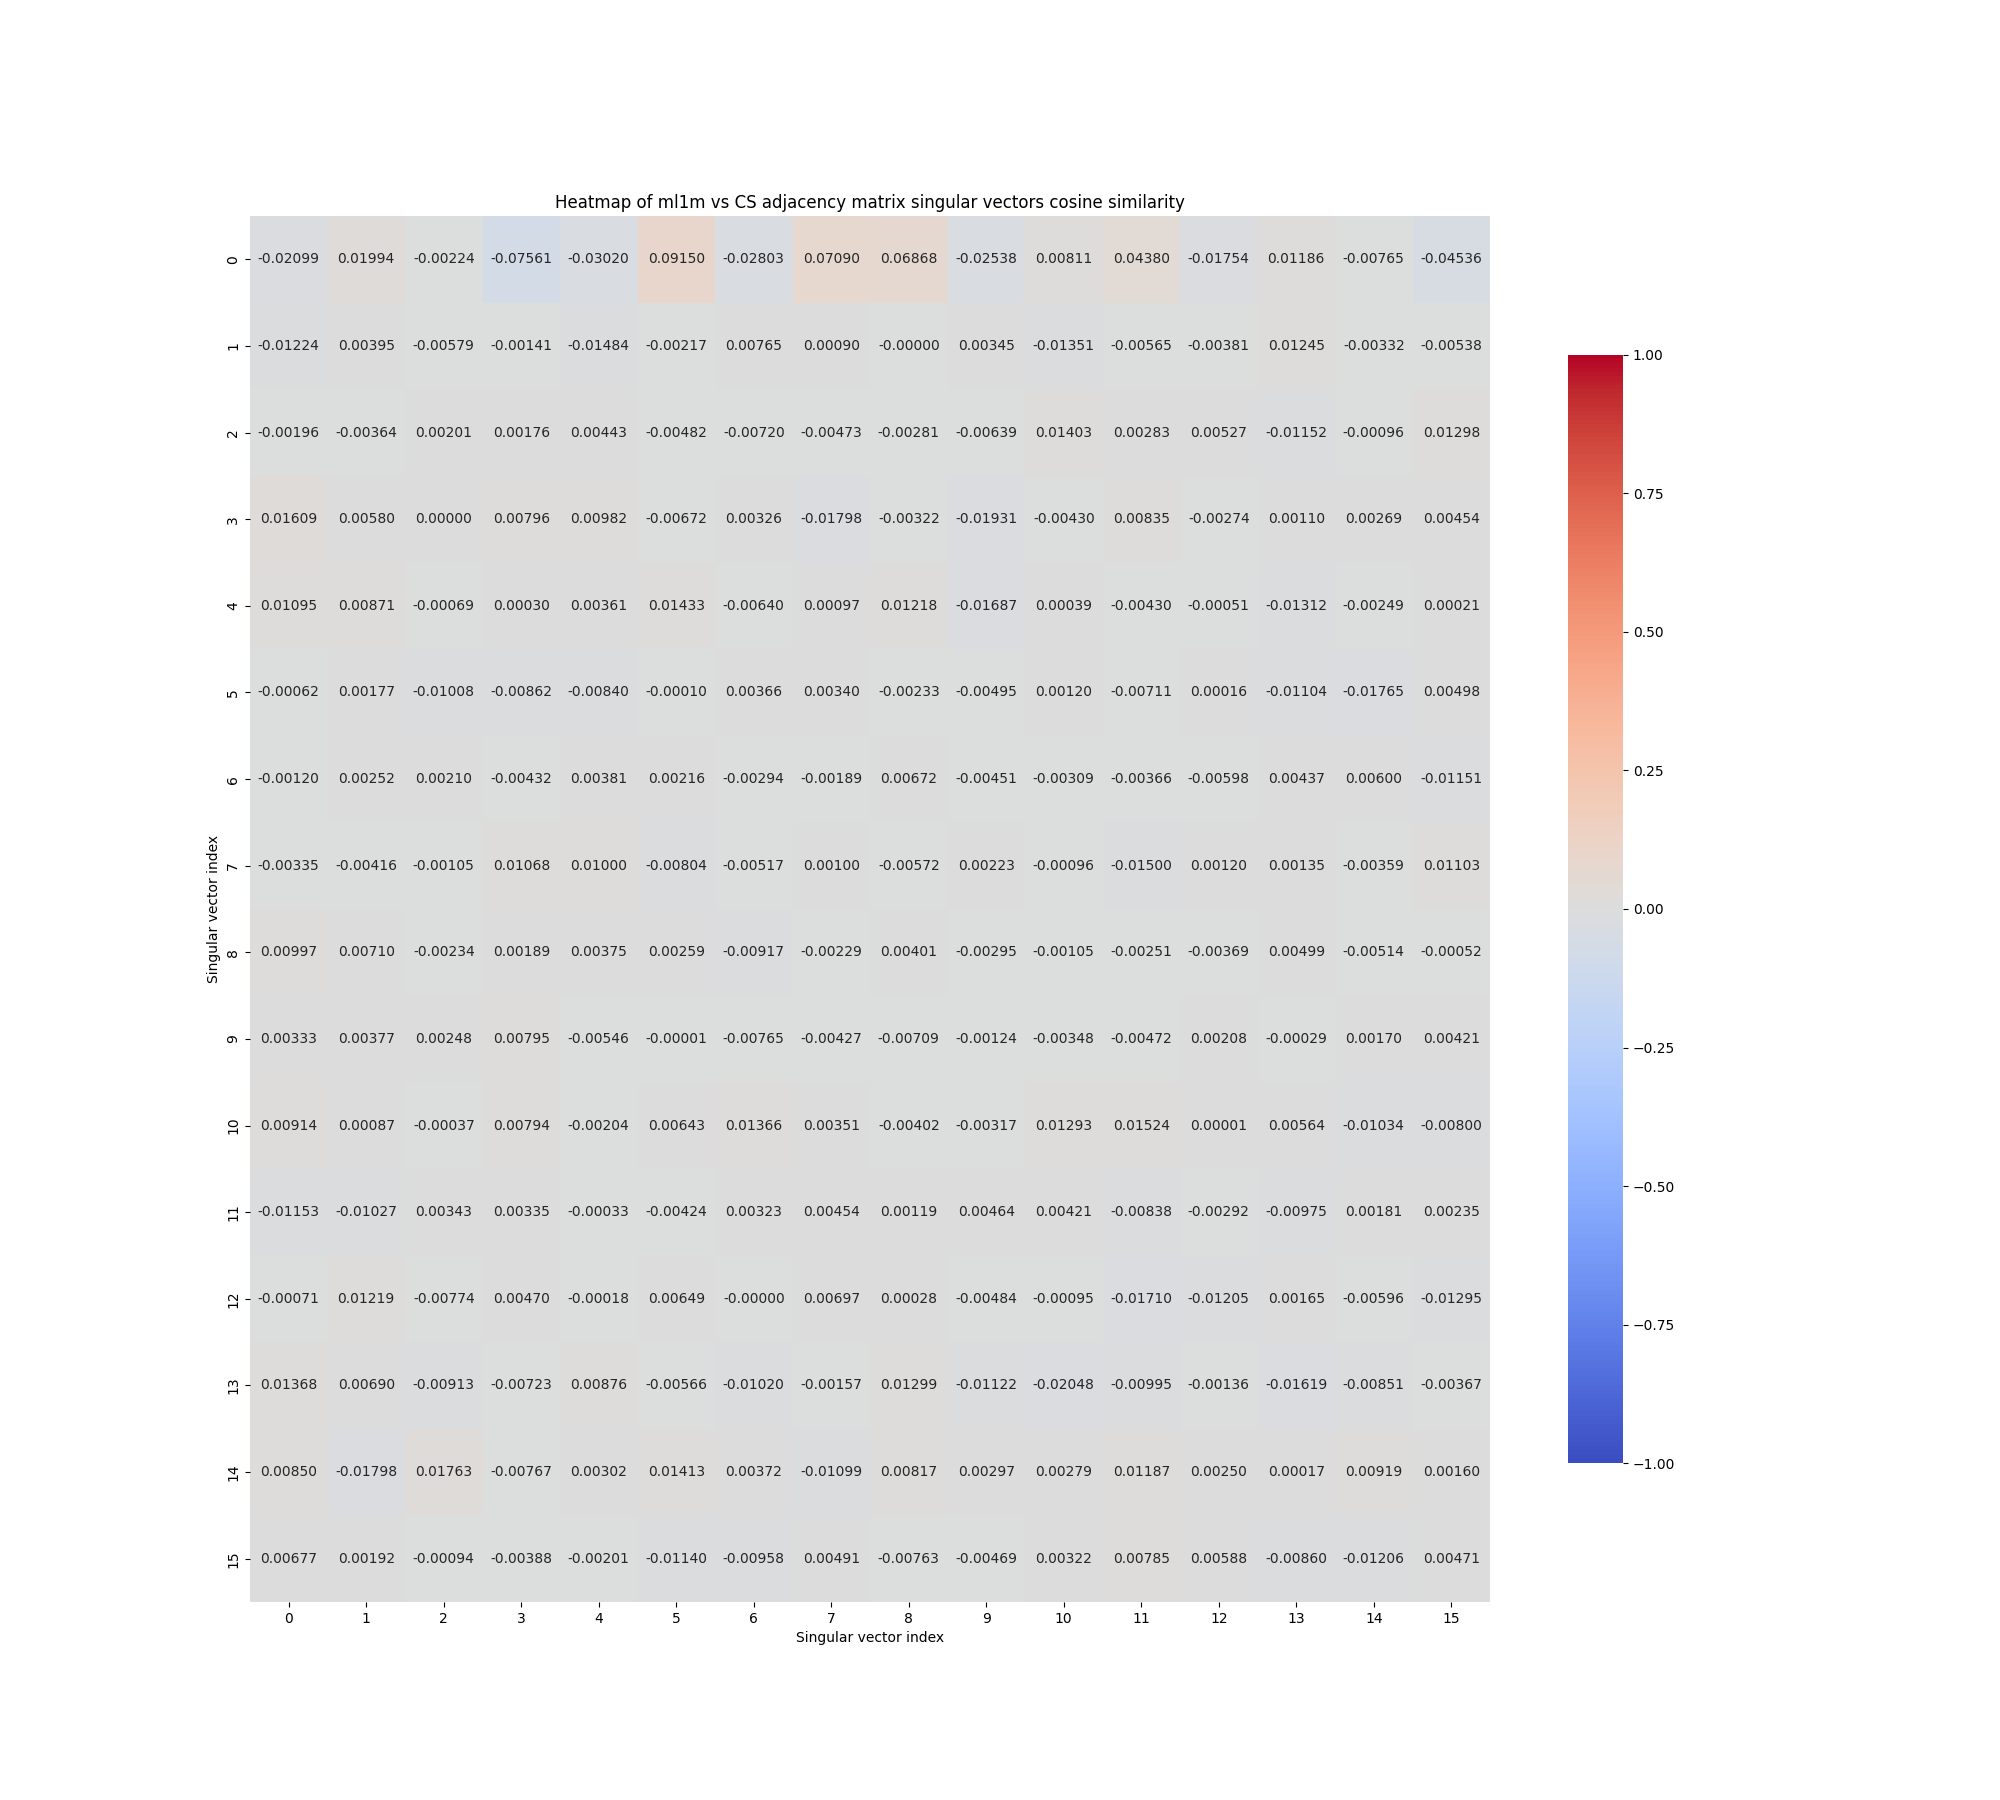 Heatmap of ml1m vs CS adjacency matrix singular vectors cosine similarity
0 -0.02099 0.01994 -0.00224 -0.07561 -0.03020 0.09150 -0.02803 0.07090 0.06868 -0.02538 0.00811 0.04380 -0.01754 0.01186 -0.00765 -0.04536
1 -0.01224 0.00395 -0.00579 -0.00141 -0.01484 -0.00217 0.00765 0.00090 -0.00000 0.00345 -0.01351 -0.00565 -0.00381 0.01245 -0.00332 -0.00538
2 -0.00196 -0.00364 0.00201 0.00176 0.00443 -0.00482 -0.00720 -0.00473 -0.00281 -0.00639 0.01403 0.00283 0.00527 -0.01152 -0.00096 0.01298
3 0.01609 0.00580 0.00000 0.00796 0.00982 -0.00672 0.00326 -0.01798 -0.00322 -0.01931 -0.00430 0.00835 -0.00274 0.00110 0.00269 0.00454
4 0.01095 0.00871 -0.00069 0.00030 0.00361 0.01433 -0.00640 0.00097 0.01218 -0.01687 0.00039 -0.00430 -0.00051 -0.01312 -0.00249 0.00021
5 -0.00062 0.00177 -0.01008 -0.00862 -0.00840 -0.00010 0.00366 0.00340 -0.00233 -0.00495 0.00120 -0.00711 0.00016 -0.01104 -0.01765 0.00498
6 -0.00120 0.00252 0.00210 -0.00432 0.00381 0.00216 -0.00294 -0.00189 0.00672 -0.00451 -0.00309 -0.00366 -0.00598 0.00437 0.00600 -0.01151
7 -0.00335 -0.00416 -0.00105 0.01068 0.01000 -0.00804 -0.00517 0.00100 -0.00572 0.00223 -0.00096 -0.01500 0.00120 0.00135 -0.00359 0.01103
8 0.00997 0.00710 -0.00234 0.00189 0.00375 0.00259 -0.00917 -0.00229 0.00401 -0.00295 -0.00105 -0.00251 -0.00369 0.00499 -0.00514 -0.00052
9 0.00333 0.00377 0.00248 0.00795 -0.00546 -0.00001 -0.00765 -0.00427 -0.00709 -0.00124 -0.00348 -0.00472 0.00208 -0.00029 0.00170 0.00421
10 0.00914 0.00087 -0.00037 0.00794 -0.00204 0.00643 0.01366 0.00351 -0.00402 -0.00317 0.01293 0.01524 0.00001 0.00564 -0.01034 -0.00800
11 -0.01153 -0.01027 0.00343 0.00335 -0.00033 -0.00424 0.00323 0.00454 0.00119 0.00464 0.00421 -0.00838 -0.00292 -0.00975 0.00181 0.00235
12 -0.00071 0.01219 -0.00774 0.00470 -0.00018 0.00649 -0.00000 0.00697 0.00028 -0.00484 -0.00095 -0.01710 -0.01205 0.00165 -0.00596 -0.01295
13 0.01368 0.00690 -0.00913 -0.00723 0.00876 -0.00566 -0.01020 -0.00157 0.01299 -0.01122 -0.02048 -0.00995 -0.00136 -0.01619 -0.00851 -0.00367
14 0.00850 -0.01798 0.01763 -0.00767 0.00302 0.01413 0.00372 -0.01099 0.00817 0.00297 0.00279 0.01187 0.00250 0.00017 0.00919 0.00160
15 0.00677 0.00192 -0.00094 -0.00388 -0.00201 -0.01140 -0.00958 0.00491 -0.00763 -0.00469 0.00322 0.00785 0.00588 -0.00860 -0.01206 0.00471
0 1 2 3 4 5 6 7 8 9 10 11 12 13 14 15
Singular vector index
Singular vector index
1.00
0.75
0.50
0.25
0.00
−0.25
−0.50
−0.75
−1.00